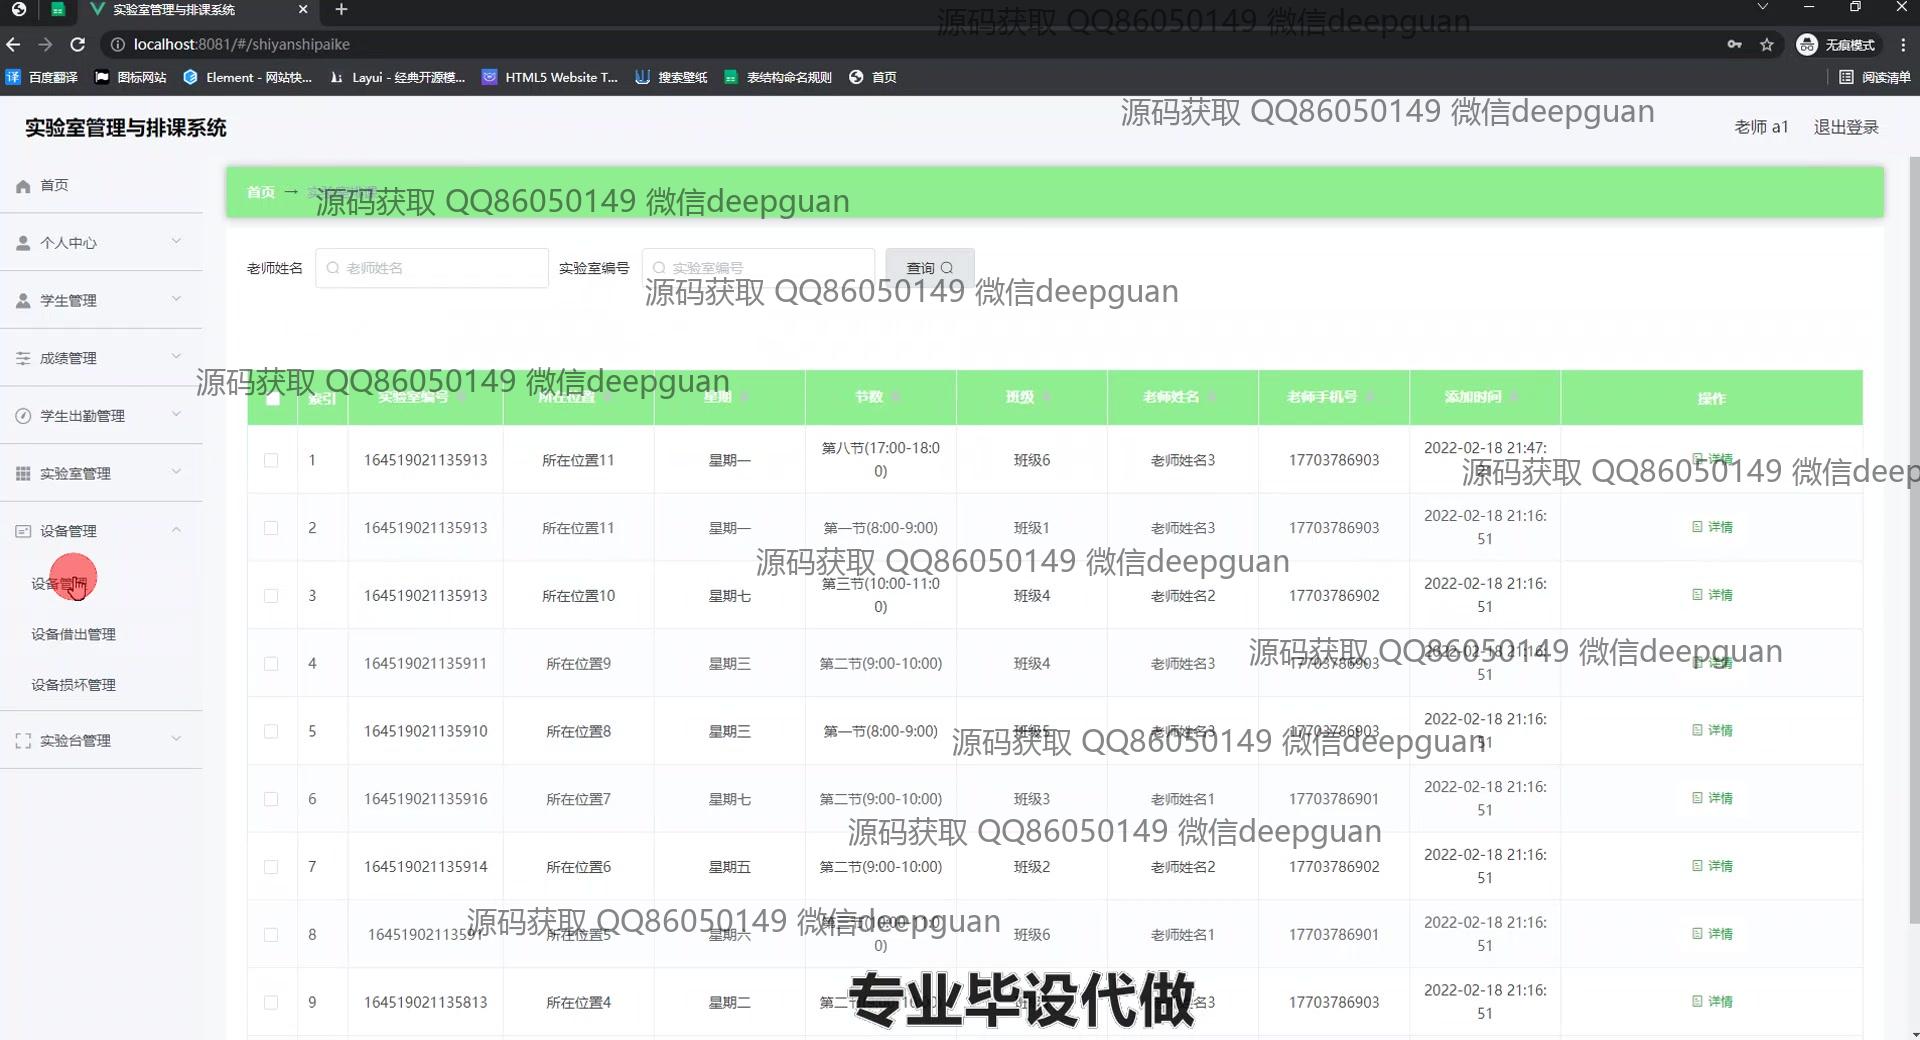 实验室管理与排课系统
localhost:8081/#/shiyanshipaike
无痕模式
百度翻译
图标网站
Element - 网站快...
Layui - 经典开源模...
HTML5 Website T...
搜索壁纸
表结构命名规则
首页
阅读清单
源码获取 QQ86050149 微信deepguan
源码获取 QQ86050149 微信deepguan
实验室管理与排课系统
老师 a1
退出登录
首页
个人中心
学生管理
成绩管理
学生出勤管理
实验室管理
设备管理
设备管理
设备借出管理
设备损坏管理
实验台管理
首页 →
源码获取 QQ86050149 微信deepguan
老师姓名 老师姓名 实验室编号 实验室编号 查询
源码获取 QQ86050149 微信deepguan
源码获取 QQ86050149 微信deepguan
索引 实验室编号 所在位置 星期 节数 班级 老师姓名 老师手机号 添加时间 操作
1 164519021135913 所在位置11 星期一 第八节(17:00-18:00) 班级6 老师姓名3 17703786903 2022-02-18 21:47: 详情
源码获取 QQ86050149 微信deep
2 164519021135913 所在位置11 星期一 第一节(8:00-9:00) 班级1 老师姓名3 17703786903 2022-02-18 21:16:51 详情
源码获取 QQ86050149 微信deepguan
3 164519021135913 所在位置10 星期七 第三节(10:00-11:00) 班级4 老师姓名2 17703786902 2022-02-18 21:16:51 详情
4 164519021135911 所在位置9 星期三 第二节(9:00-10:00) 班级4 老师姓名3 17703786903 2022-02-18 21:16:51 详情
源码获取 QQ86050149 微信deepguan
5 164519021135910 所在位置8 星期三 第一节(8:00-9:00) 班级5 老师姓名3 17703786903 2022-02-18 21:16:51 详情
源码获取 QQ86050149 微信deepguan
6 164519021135916 所在位置7 星期七 第二节(9:00-10:00) 班级3 老师姓名1 17703786901 2022-02-18 21:16:51 详情
源码获取 QQ86050149 微信deepguan
7 164519021135914 所在位置6 星期五 第二节(9:00-10:00) 班级2 老师姓名2 17703786902 2022-02-18 21:16:51 详情
8 16451902113591 所在位置5 星期六 班级6 老师姓名1 17703786901 2022-02-18 21:16:51 详情
源码获取 QQ86050149 微信deepguan
9 164519021135813 所在位置4 星期二 17703786903 2022-02-18 21:16:51 详情
专业毕设代做